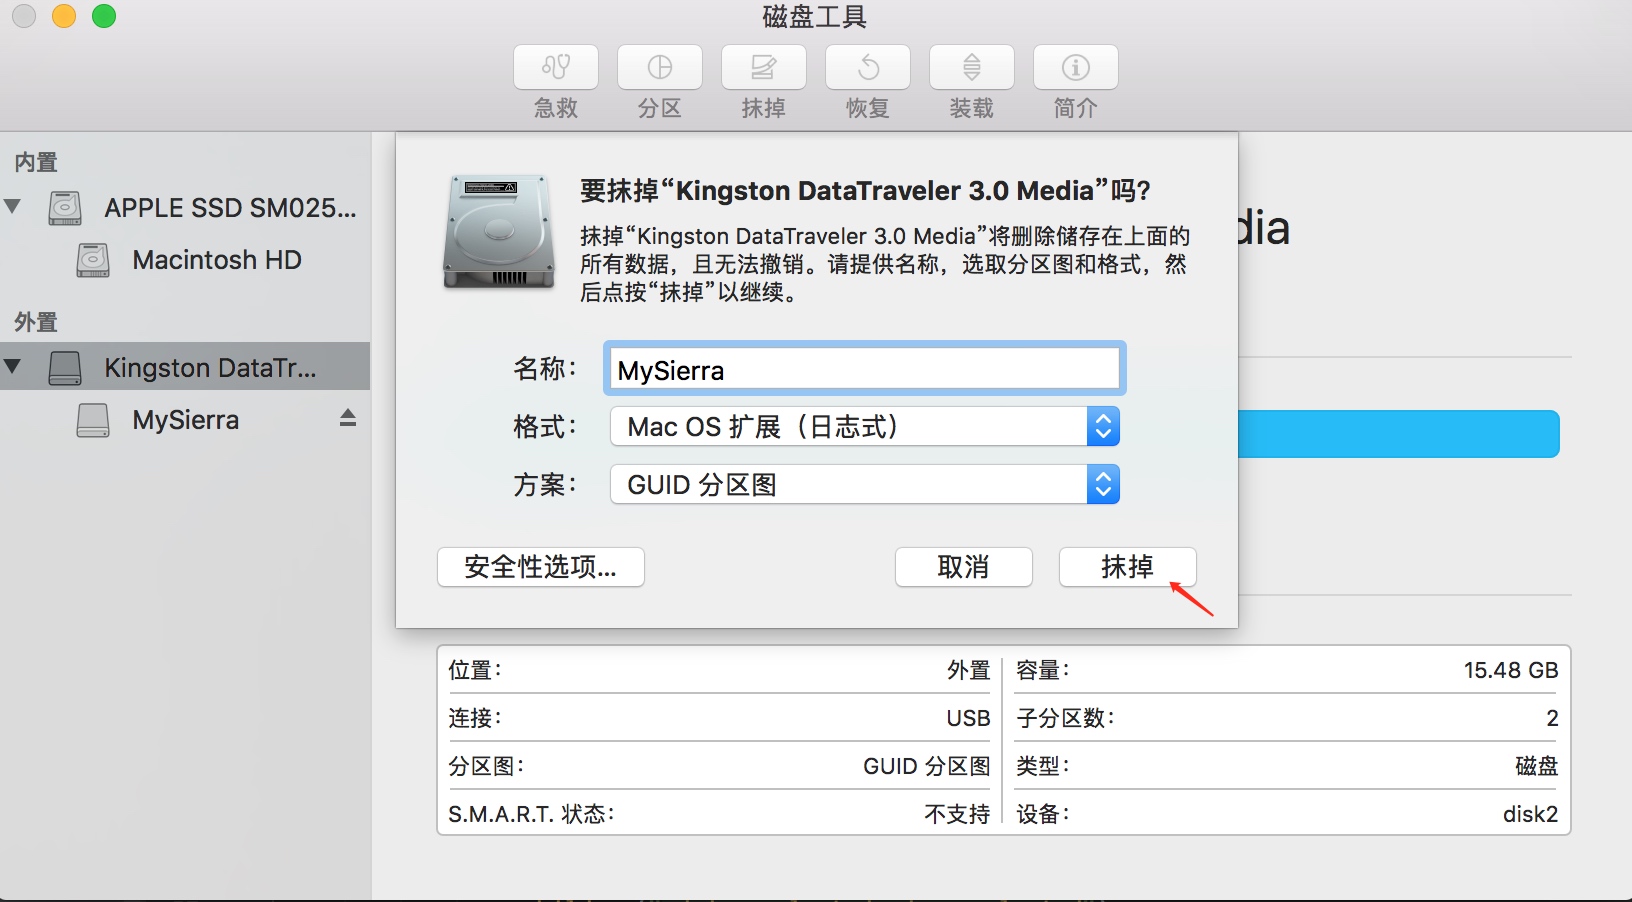 磁盘工具
急救
分区
抹掉
恢复
装载
简介
内置
APPLE SSD SM025...
Macintosh HD
外置
Kingston DataTr...
MySierra
dia
要抹掉“Kingston DataTraveler 3.0 Media”吗？
抹掉“Kingston DataTraveler 3.0 Media”将删除储存在上面的
所有数据，且无法撤销。请提供名称，选取分区图和格式，然
后点按“抹掉”以继续。
名称： MySierra
格式： Mac OS 扩展（日志式）
方案： GUID 分区图
安全性选项... 取消 抹掉
位置： 外置 容量： 15.48 GB
连接： USB 子分区数： 2
分区图： GUID 分区图 类型： 磁盘
S.M.A.R.T. 状态： 不支持 设备： disk2